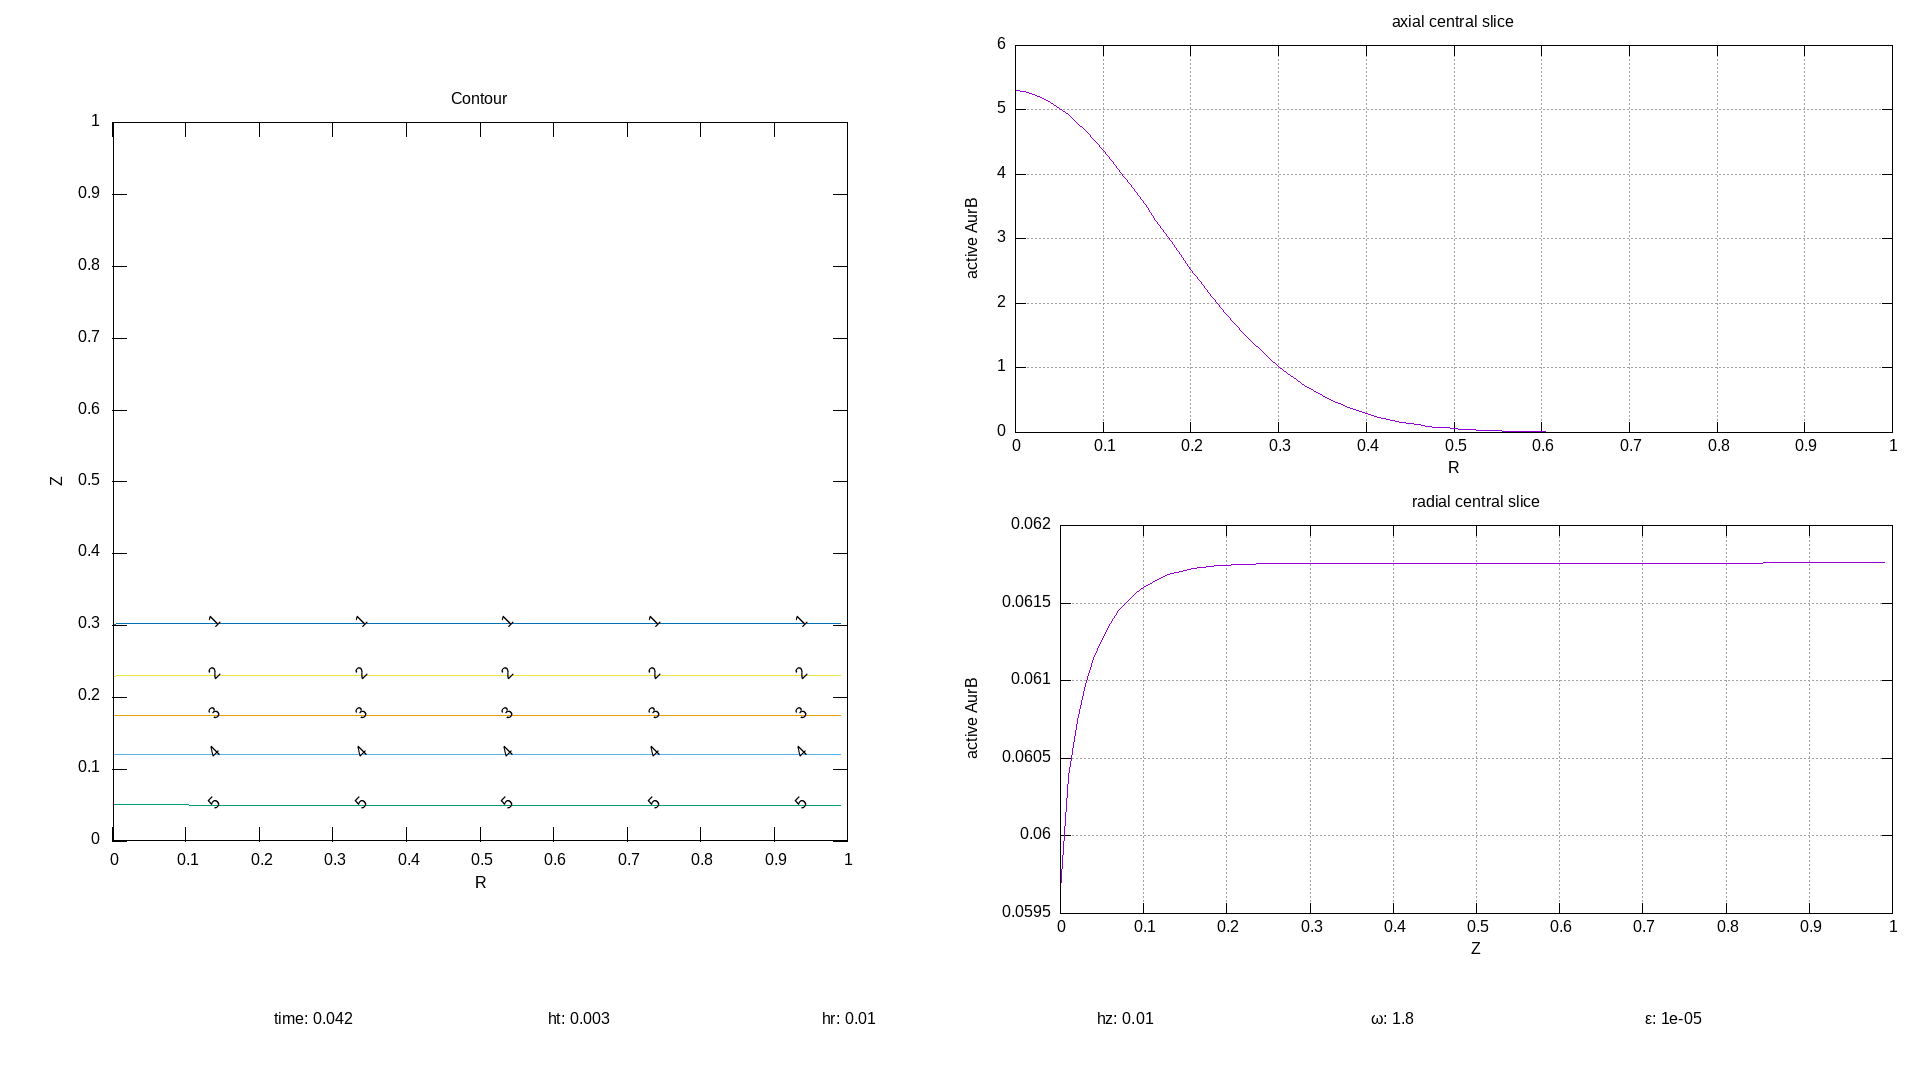 Contour
1
0.9
0.8
0.7
0.6
0.5
0.4
0.3
0.2
0.1
0
Z
1 1 1 1 1
2 2 2 2 2
3 3 3 3 3
4 4 4 4 4
5 5 5 5 5
0 0.1 0.2 0.3 0.4 0.5 0.6 0.7 0.8 0.9 1
R
axial central slice
6
5
4
3
2
1
0
active AurB
0 0.1 0.2 0.3 0.4 0.5 0.6 0.7 0.8 0.9 1
R
radial central slice
0.062
0.0615
0.061
0.0605
0.06
0.0595
active AurB
0 0.1 0.2 0.3 0.4 0.5 0.6 0.7 0.8 0.9 1
Z
time: 0.042 ht: 0.003 hr: 0.01 hz: 0.01 ω: 1.8 ε: 1e-05